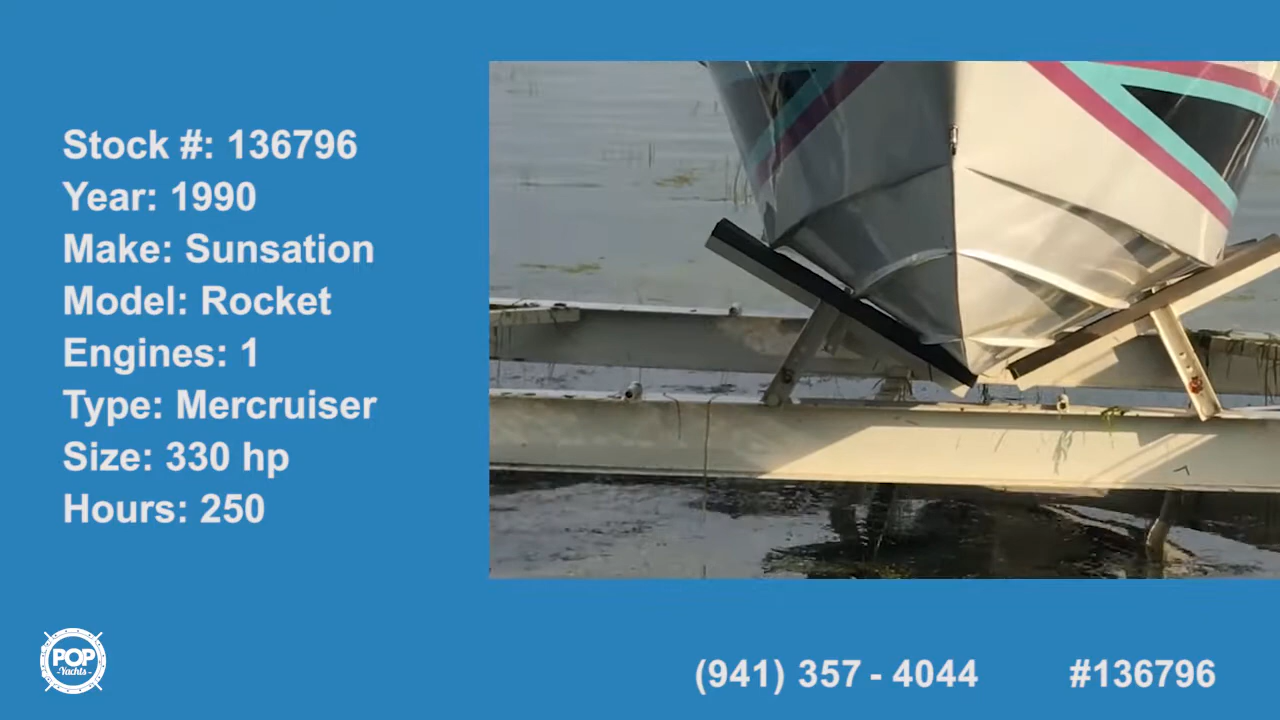 Stock #: 136796
Year: 1990
Make: Sunsation
Model: Rocket
Engines: 1
Type: Mercruiser
Size: 330 hp
Hours: 250
POP
-Yachts-
(941) 357 - 4044 #136796